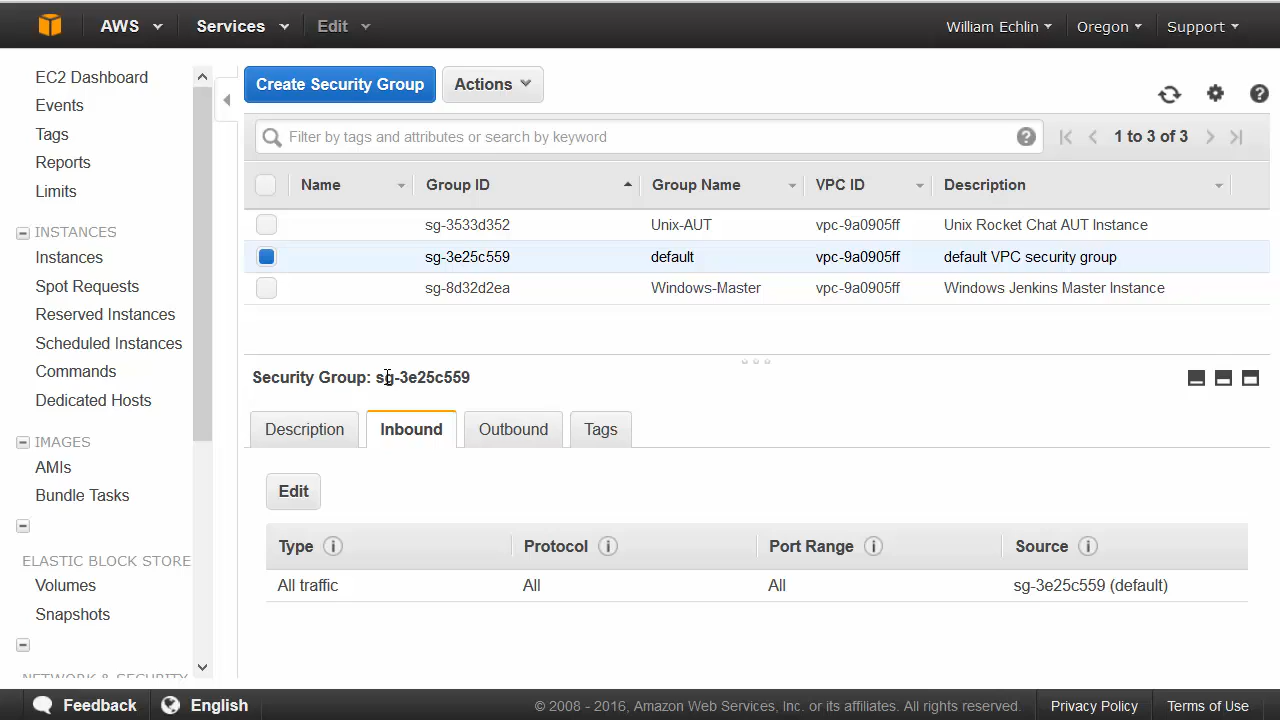 AWS Services Edit William Echlin Oregon Support
EC2 Dashboard
Events
Tags
Reports
Limits
INSTANCES
Instances
Spot Requests
Reserved Instances
Scheduled Instances
Commands
Dedicated Hosts
IMAGES
AMIs
Bundle Tasks
ELASTIC BLOCK STORE
Volumes
Snapshots
NETWORK & SECURITY
Create Security Group Actions
Filter by tags and attributes or search by keyword
1 to 3 of 3
Name Group ID Group Name VPC ID Description
sg-3533d352 Unix-AUT vpc-9a0905ff Unix Rocket Chat AUT Instance
sg-3e25c559 default vpc-9a0905ff default VPC security group
sg-8d32d2ea Windows-Master vpc-9a0905ff Windows Jenkins Master Instance
Security Group: sg-3e25c559
Description Inbound Outbound Tags
Edit
Type Protocol Port Range Source
All traffic All All sg-3e25c559 (default)
Feedback English © 2008 - 2016, Amazon Web Services, Inc. or its affiliates. All rights reserved. Privacy Policy Terms of Use